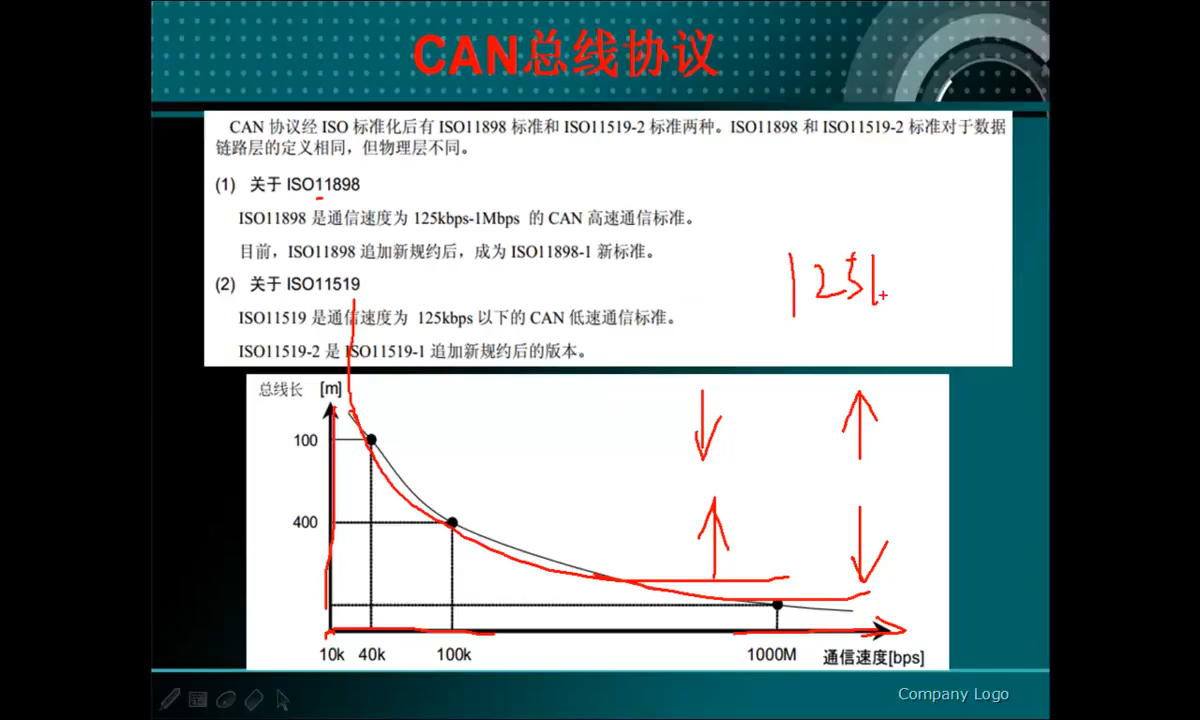 CAN总线协议
CAN 协议经 ISO 标准化后有 ISO11898 标准和 ISO11519-2 标准两种。ISO11898 和 ISO11519-2 标准对于数据
链路层的定义相同，但物理层不同。
(1) 关于 ISO11898
ISO11898 是通信速度为 125kbps-1Mbps 的 CAN 高速通信标准。
目前，ISO11898 追加新规约后，成为 ISO11898-1 新标准。
(2) 关于 ISO11519
ISO11519 是通信速度为 125kbps 以下的 CAN 低速通信标准。
ISO11519-2 是 ISO11519-1 追加新规约后的版本。
125
总线长 [m]
100
400
10k 40k 100k 1000M 通信速度[bps]
Company Logo